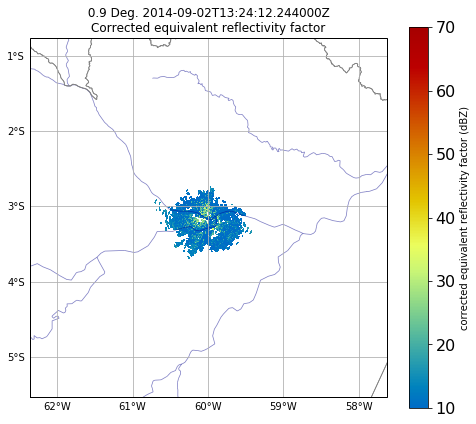 0.9 Deg. 2014-09-02T13:24:12.244000Z
Corrected equivalent reflectivity factor
1°S
2°S
3°S
4°S
5°S
62°W
61°W
60°W
59°W
58°W
70
60
50
40
30
20
10
corrected equivalent reflectivity factor (dBZ)